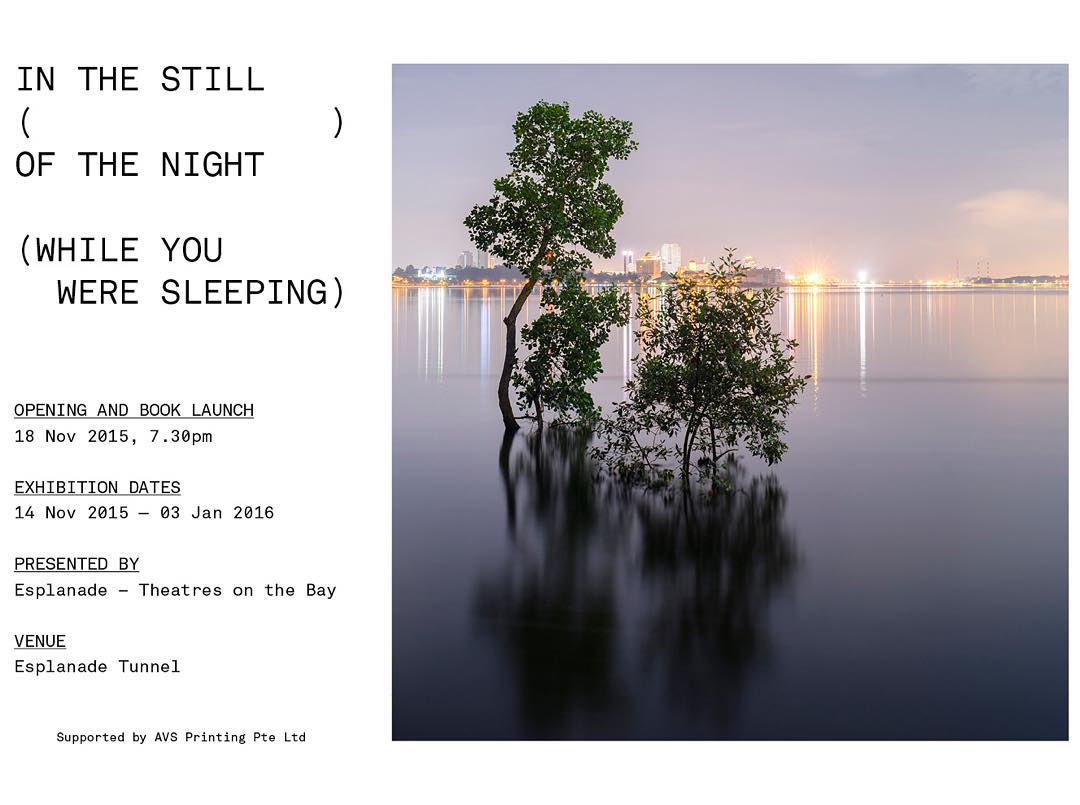 IN THE STILL
(               )
OF THE NIGHT
(WHILE YOU
WERE SLEEPING)
OPENING AND BOOK LAUNCH
18 Nov 2015, 7.30pm
EXHIBITION DATES
14 Nov 2015 — 03 Jan 2016
PRESENTED BY
Esplanade – Theatres on the Bay
VENUE
Esplanade Tunnel
Supported by AVS Printing Pte Ltd